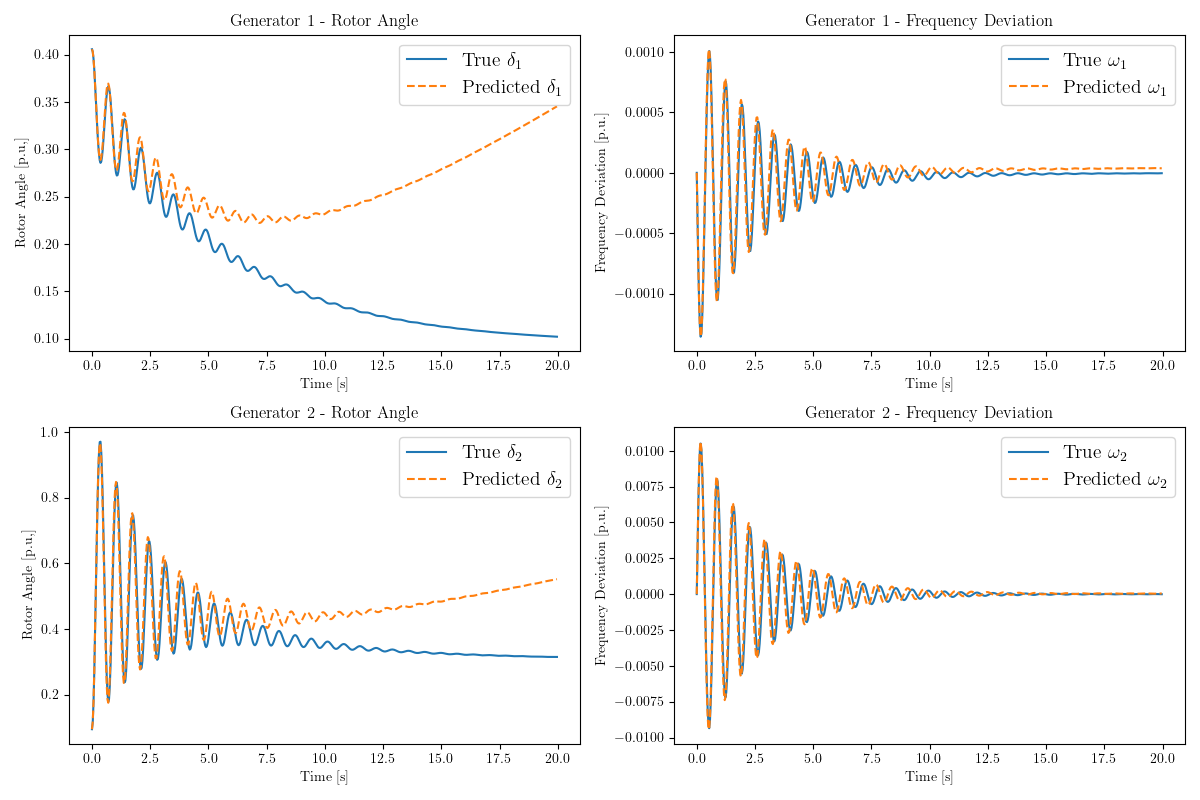 Generator 1 - Rotor Angle
True δ1
Predicted δ1
0.40
0.35
0.30
0.25
0.20
0.15
0.10
Rotor Angle [p.u.]
0.0 2.5 5.0 7.5 10.0 12.5 15.0 17.5 20.0
Time [s]
Generator 1 - Frequency Deviation
True ω1
Predicted ω1
0.0010
0.0005
0.0000
−0.0005
−0.0010
Frequency Deviation [p.u.]
0.0 2.5 5.0 7.5 10.0 12.5 15.0 17.5 20.0
Time [s]
Generator 2 - Rotor Angle
True δ2
Predicted δ2
1.0
0.8
0.6
0.4
0.2
Rotor Angle [p.u.]
0.0 2.5 5.0 7.5 10.0 12.5 15.0 17.5 20.0
Time [s]
Generator 2 - Frequency Deviation
True ω2
Predicted ω2
0.0100
0.0075
0.0050
0.0025
0.0000
−0.0025
−0.0050
−0.0075
−0.0100
Frequency Deviation [p.u.]
0.0 2.5 5.0 7.5 10.0 12.5 15.0 17.5 20.0
Time [s]